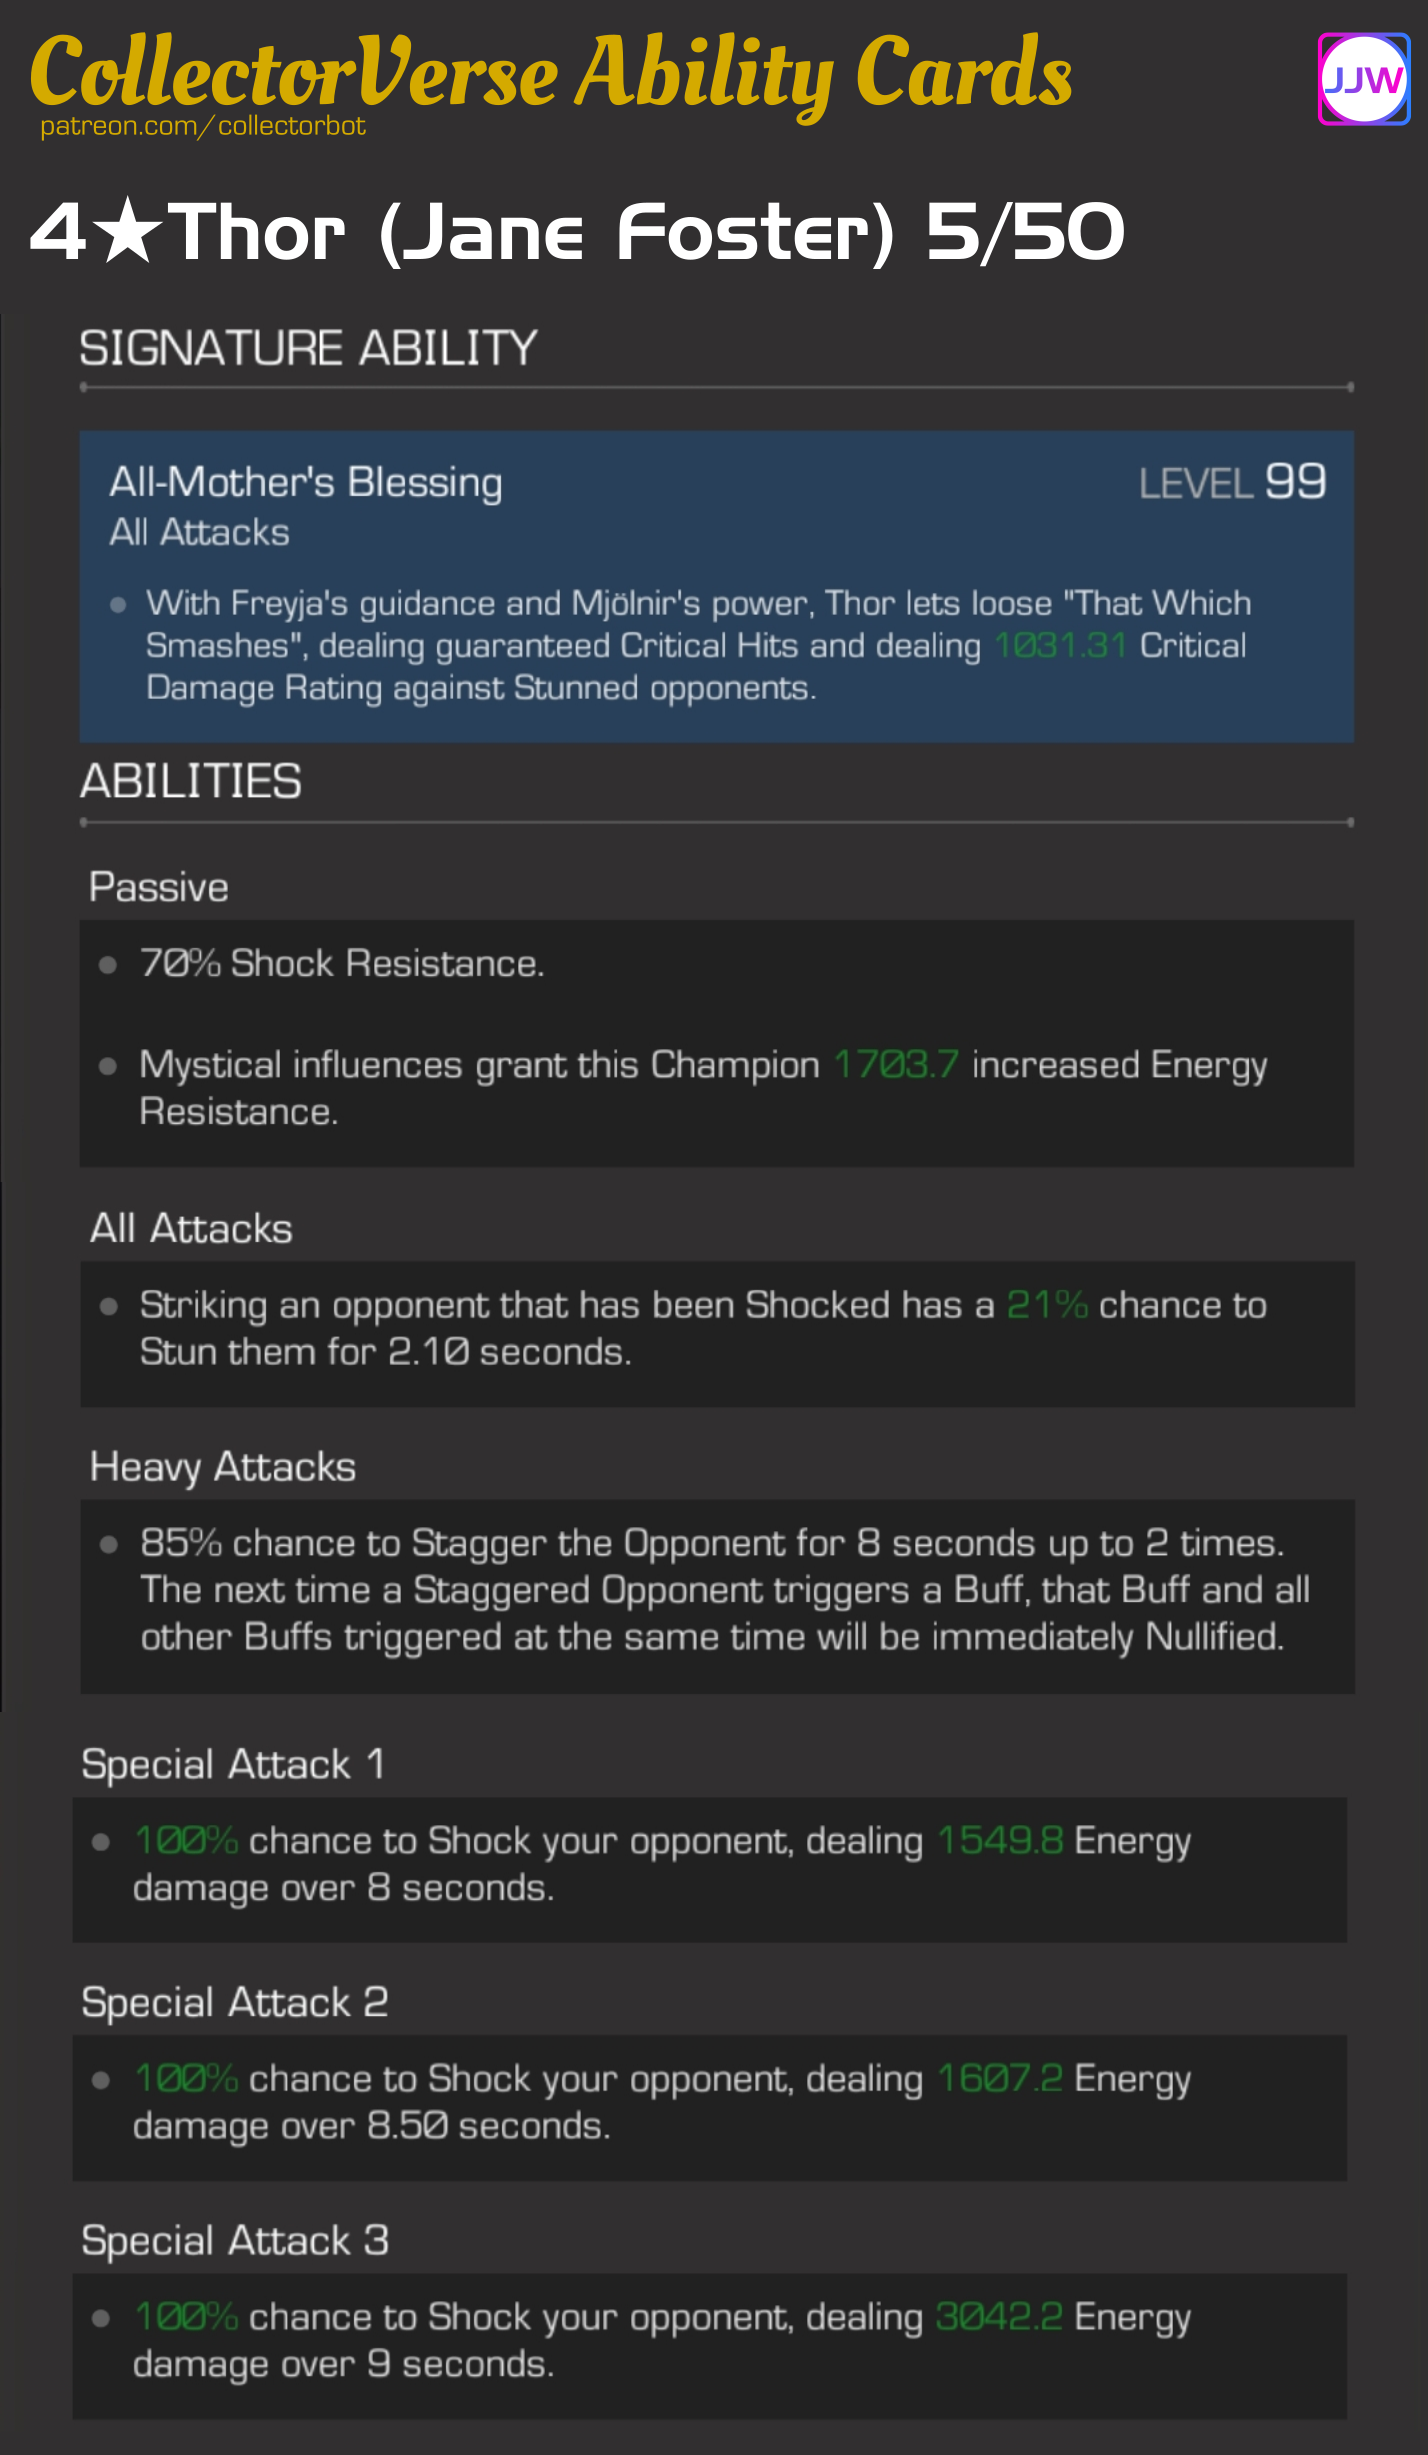 CollectorVerse Ability Cards
JJW
patreon.com/collectorbot
4★Thor (Jane Foster) 5/50
SIGNATURE ABILITY
All-Mother's Blessing
LEVEL 99
All Attacks
With Freyja's guidance and Mjölnir's power, Thor lets loose "That Which
Smashes", dealing guaranteed Critical Hits and dealing 1031.31 Critical
Damage Rating against Stunned opponents.
ABILITIES
Passive
70% Shock Resistance.
Mystical influences grant this Champion 1703.7 increased Energy
Resistance.
All Attacks
Striking an opponent that has been Shocked has a 21% chance to
Stun them for 2.10 seconds.
Heavy Attacks
85% chance to Stagger the Opponent for 8 seconds up to 2 times.
The next time a Staggered Opponent triggers a Buff, that Buff and all
other Buffs triggered at the same time will be immediately Nullified.
Special Attack 1
100% chance to Shock your opponent, dealing 1549.8 Energy
damage over 8 seconds.
Special Attack 2
100% chance to Shock your opponent, dealing 1607.2 Energy
damage over 8.50 seconds.
Special Attack 3
100% chance to Shock your opponent, dealing 3042.2 Energy
damage over 9 seconds.